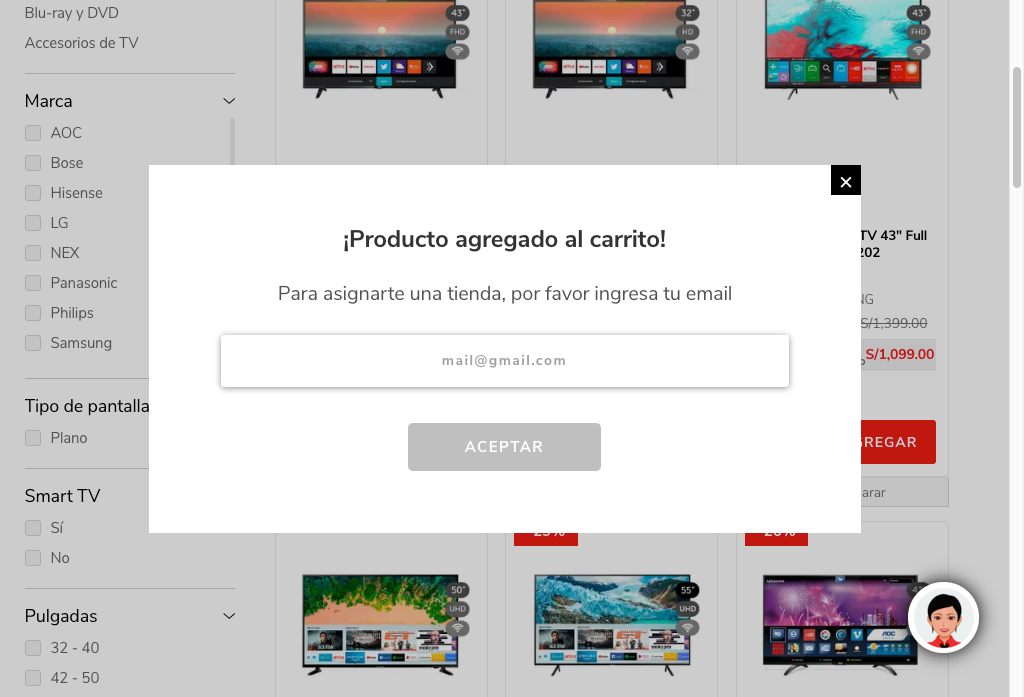 Blu-ray y DVD
Accesorios de TV
Marca
AOC
Bose
Hisense
LG
NEX
Panasonic
Philips
Samsung
Tipo de pantalla
Plano
Smart TV
Sí
No
Pulgadas
32 - 40
42 - 50
43"
FHD
32"
HD
43"
FHD
¡Producto agregado al carrito!
Para asignarte una tienda, por favor ingresa tu email
mail@gmail.com
ACEPTAR
TV 43" Full
202
NG
S/1,399.00
S/1,099.00
GREGAR
arar
50"
UHD
55"
UHD
AOC